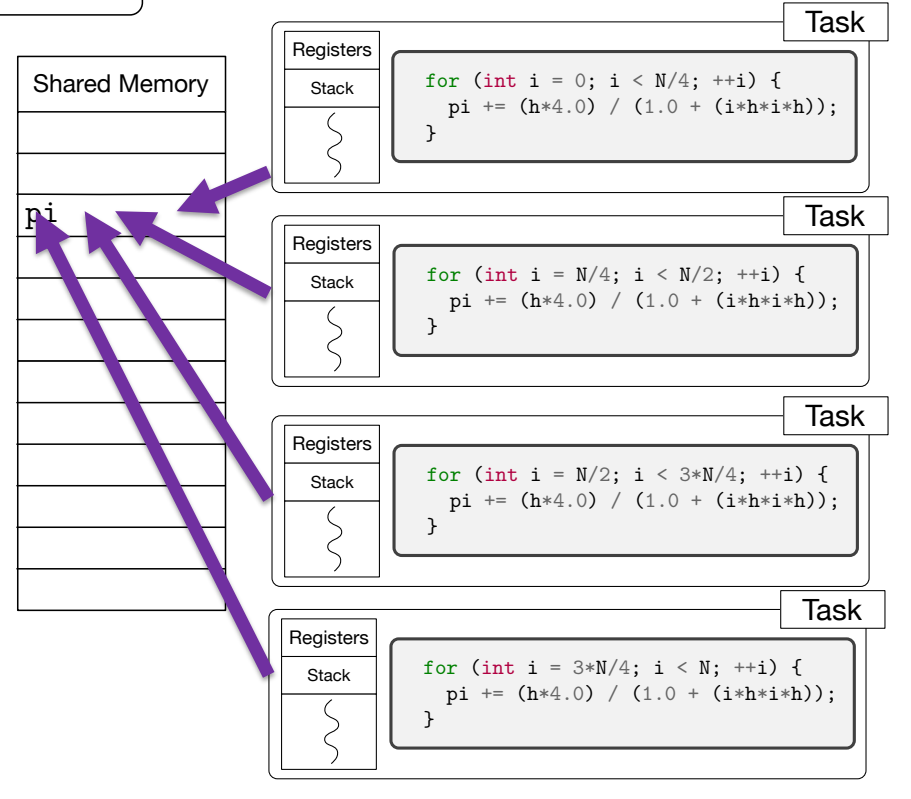 Shared Memory
pi
Task
Registers
Stack
for (int i = 0; i < N/4; ++i) {
  pi += (h*4.0) / (1.0 + (i*h*i*h));
}
Task
Registers
Stack
for (int i = N/4; i < N/2; ++i) {
  pi += (h*4.0) / (1.0 + (i*h*i*h));
}
Task
Registers
Stack
for (int i = N/2; i < 3*N/4; ++i) {
  pi += (h*4.0) / (1.0 + (i*h*i*h));
}
Task
Registers
Stack
for (int i = 3*N/4; i < N; ++i) {
  pi += (h*4.0) / (1.0 + (i*h*i*h));
}